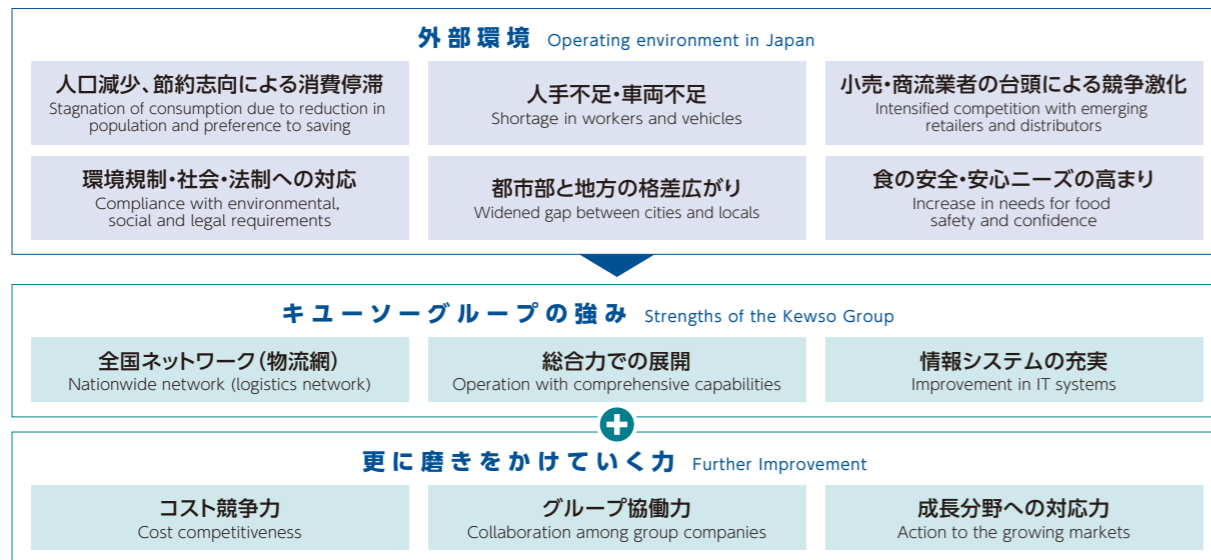 外部環境 Operating environment in Japan
人口減少、節約志向による消費停滞
Stagnation of consumption due to reduction in
population and preference to saving
人手不足・車両不足
Shortage in workers and vehicles
小売・商流業者の台頭による競争激化
Intensified competition with emerging
retailers and distributors
環境規制・社会・法制への対応
Compliance with environmental,
social and legal requirements
都市部と地方の格差広がり
Widened gap between cities and locals
食の安全・安心ニーズの高まり
Increase in needs for food
safety and confidence
キユーソーグループの強み Strengths of the Kewso Group
全国ネットワーク（物流網）
Nationwide network (logistics network)
総合力での展開
Operation with comprehensive capabilities
情報システムの充実
Improvement in IT systems
更に磨きをかけていく力 Further Improvement
コスト競争力
Cost competitiveness
グループ協働力
Collaboration among group companies
成長分野への対応力
Action to the growing markets